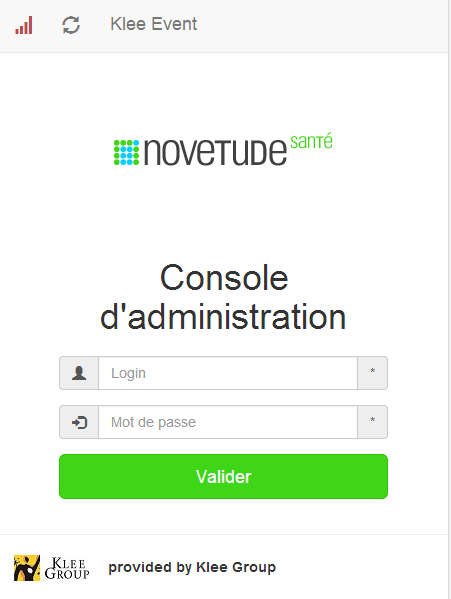 Klee Event
NOVETUDE santé
Console
d'administration
Login *
Mot de passe *
Valider
KLEE
GROUP
provided by Klee Group